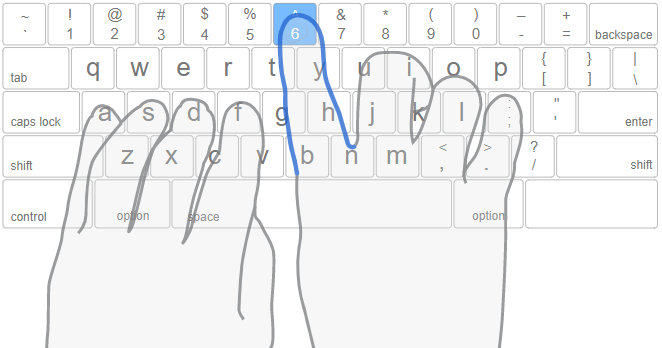 ~ ! @ # $ % ^ & * ( ) – +
` 1 2 3 4 5 6 7 8 9 0 - = backspace
tab q w e r t y u i o p { [ } ] | \
caps lock a s d f g h j k l : ; " ' enter
shift z x c v b n m < , > . ? / shift
control option space option